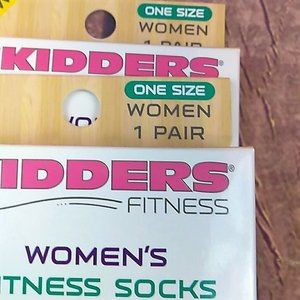 ONE SIZE
WOMEN
1 PAIR
KIDDERS®
ONE SIZE
WOMEN
1 PAIR
KIDDERS®
FITNESS
WOMEN'S
FITNESS SOCKS